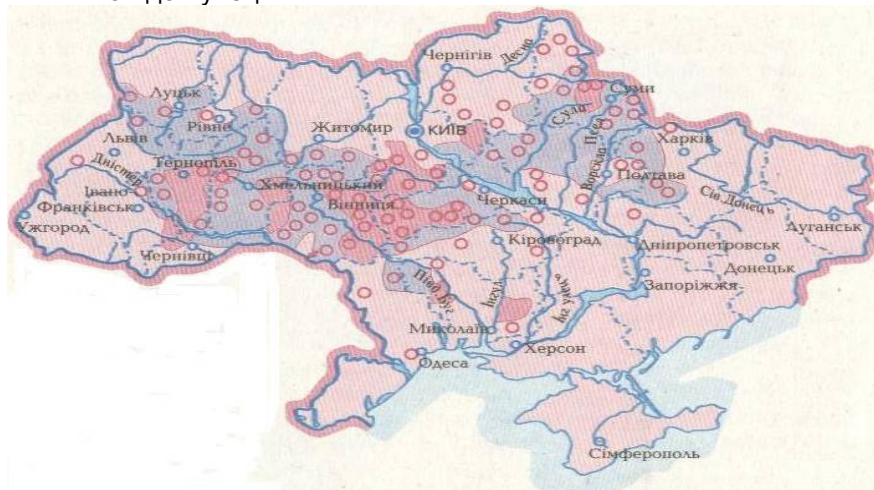 Чернігів
Десна
Луцьк
Суми
Рівне
Сула
Псел
Львів
Житомир
КИЇВ
Ворскла
Харків
Дністер
Тернопіль
Полтава
Хмельницький
Сів. Донець
Івано
Франківськ
Вінниця
Черкаси
Ужгород
Луганськ
Чернівці
Кіровоград
Дніпропетровськ
Донецьк
Півд. Буг
Інгул
Запоріжжя
Миколаїв
Херсон
Одеса
Сімферополь